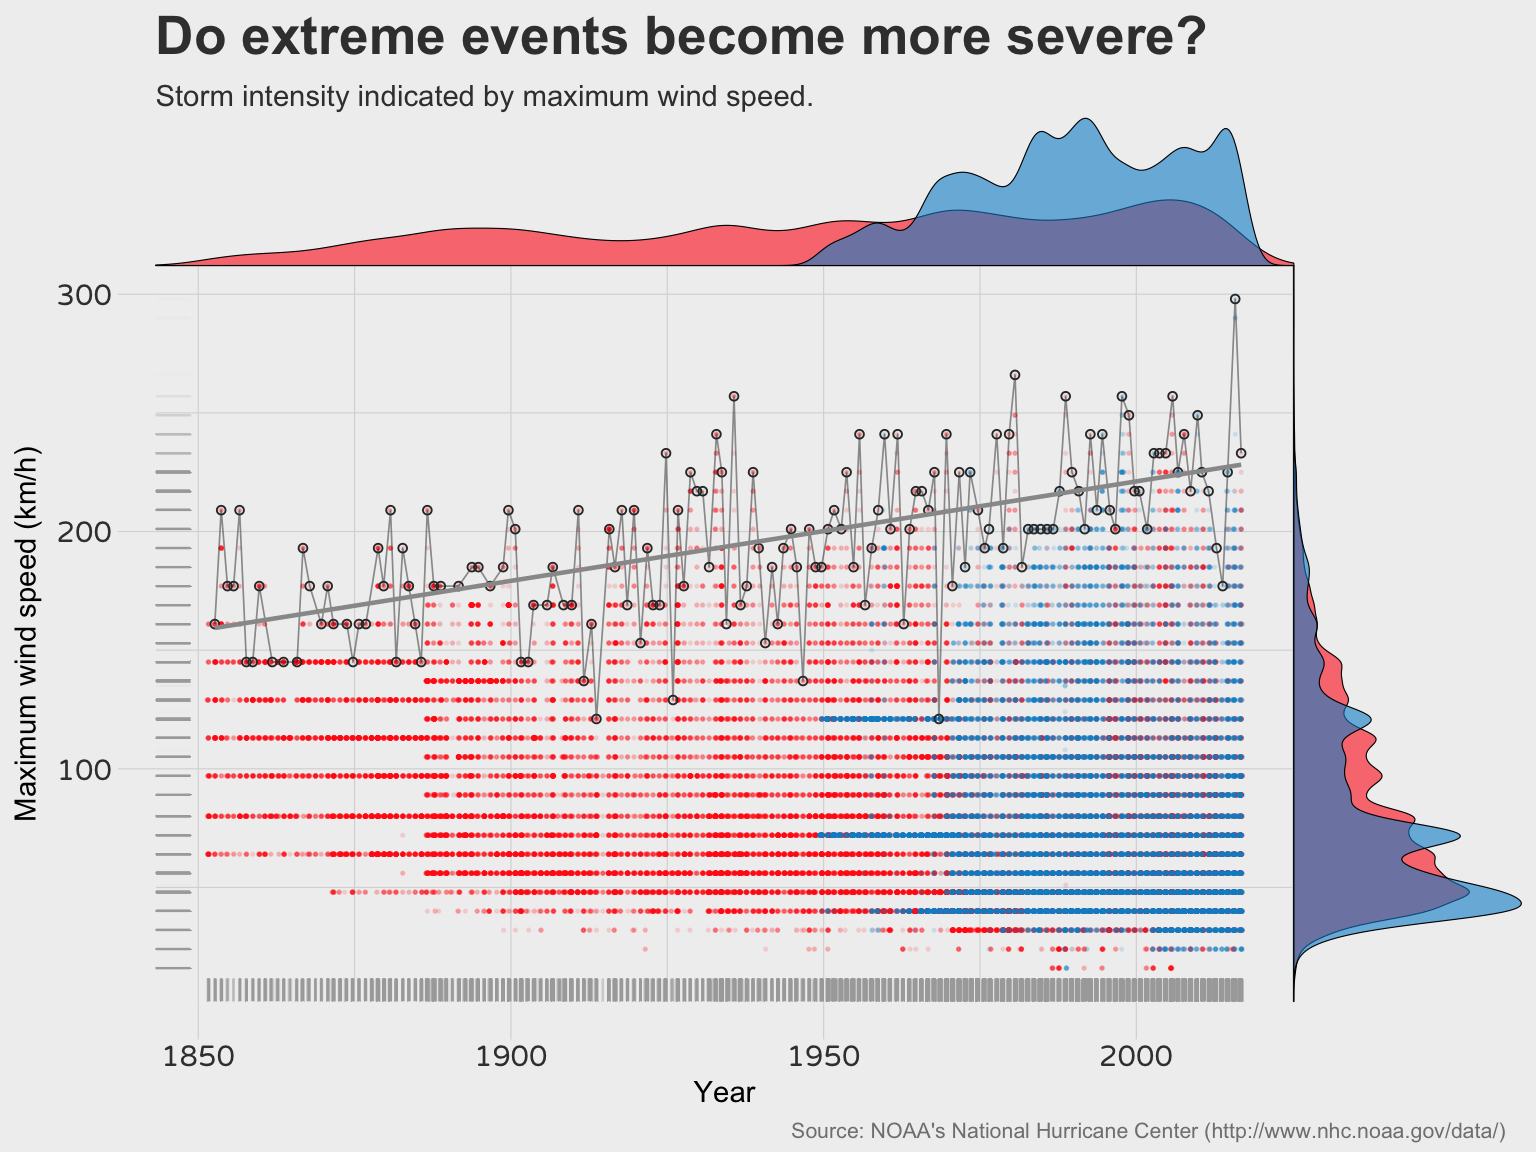 Do extreme events become more severe?
Storm intensity indicated by maximum wind speed.
300
200
100
Maximum wind speed (km/h)
1850 1900 1950 2000
Year
Source: NOAA's National Hurricane Center (http://www.nhc.noaa.gov/data/)